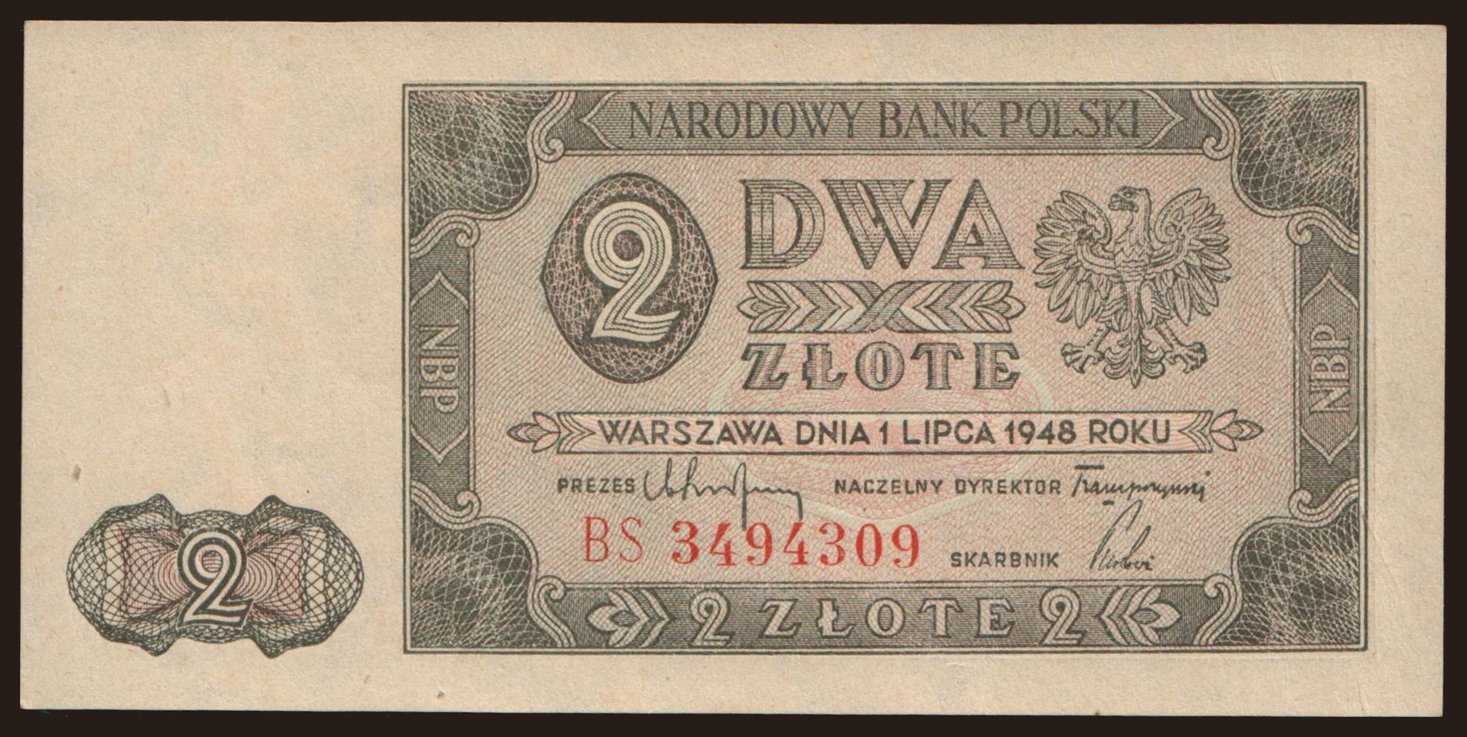 NARODOWY BANK POLSKI
2
DWA
ZŁOTE
NBP
NBP
WARSZAWA DNIA 1 LIPCA 1948 ROKU
PREZES NACZELNY DYREKTOR
BS 3494309 SKARBNIK
2
2 ZŁOTE 2